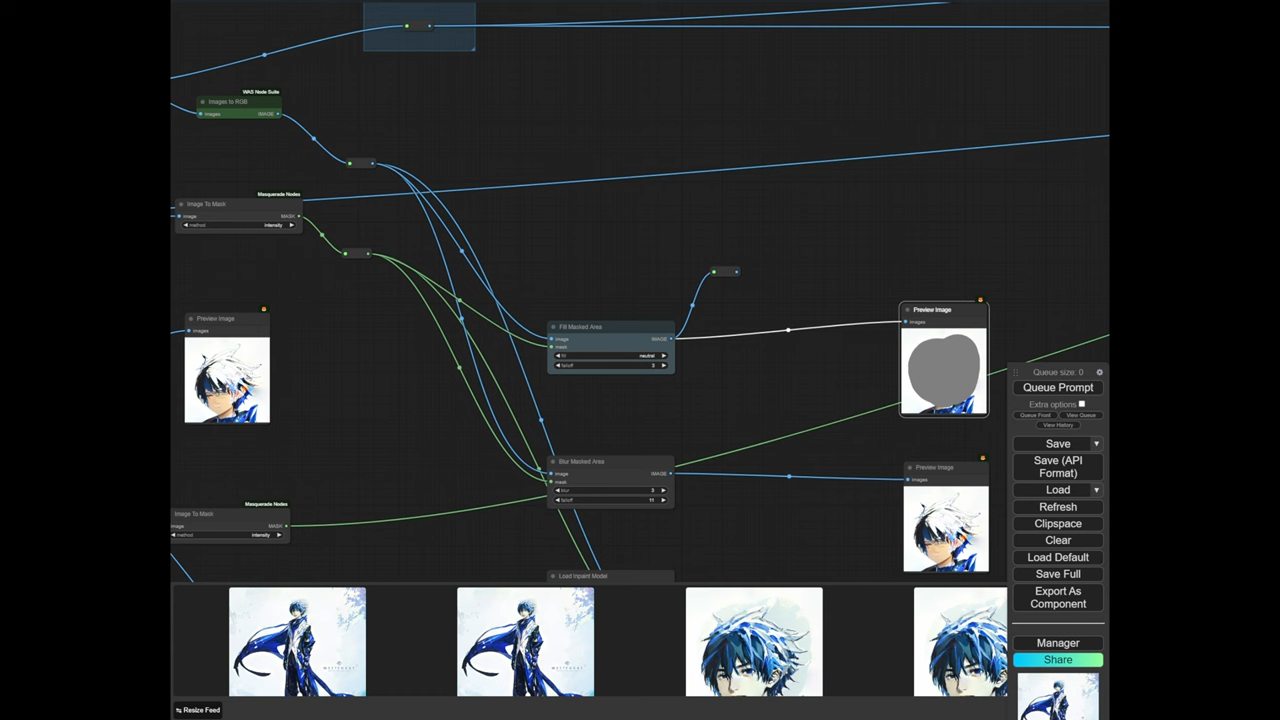 WAS Node Suite
Images to RGB
images IMAGE
Masquerade Nodes
Image To Mask
image MASK
method intensity
Preview Image
images
Fill Masked Area
image IMAGE
mask
fill neutral
falloff 3
Preview Image
images
Blur Masked Area
image IMAGE
mask
blur 3
falloff 11
Preview Image
images
Masquerade Nodes
Image To Mask
image MASK
method intensity
Load Inpaint Model
Queue size: 0
Queue Prompt
Extra options
Queue Front View Queue
View History
Save
Save (API
Format)
Load
Refresh
Clipspace
Clear
Load Default
Save Full
Export As
Component
Manager
Share
Resize Feed